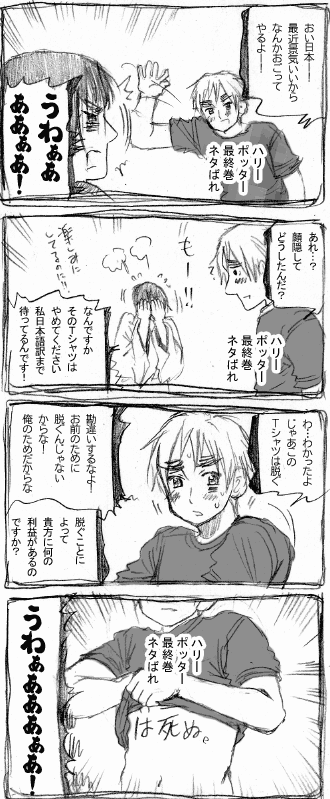 おい日本―
最近景気いいから
なんかおごって
やるよ――
ハリー
ポッター
最終巻
ネタばれ
うわぁぁ
あぁぁぁ！
あれ…？
顔隠して
どうしたんだ？
ハリー
ポッター
最終巻
ネタばれ
もー!!
楽しみに
してるのに!!
なんですか
そのTシャツは
やめてください
私日本語訳まで
待ってるんです！
わ・わかったよ
じゃあこの
Tシャツは脱ぐ
勘違いするなよ―
お前のために
脱ぐんじゃない
からな！
俺のためだからな
脱ぐことに
よって
貴方に何の
利益があるの
ですか？
ハリー
ポッター
最終巻
ネタばれ
は死ぬ。
うわぁぁあぁあぁあ！